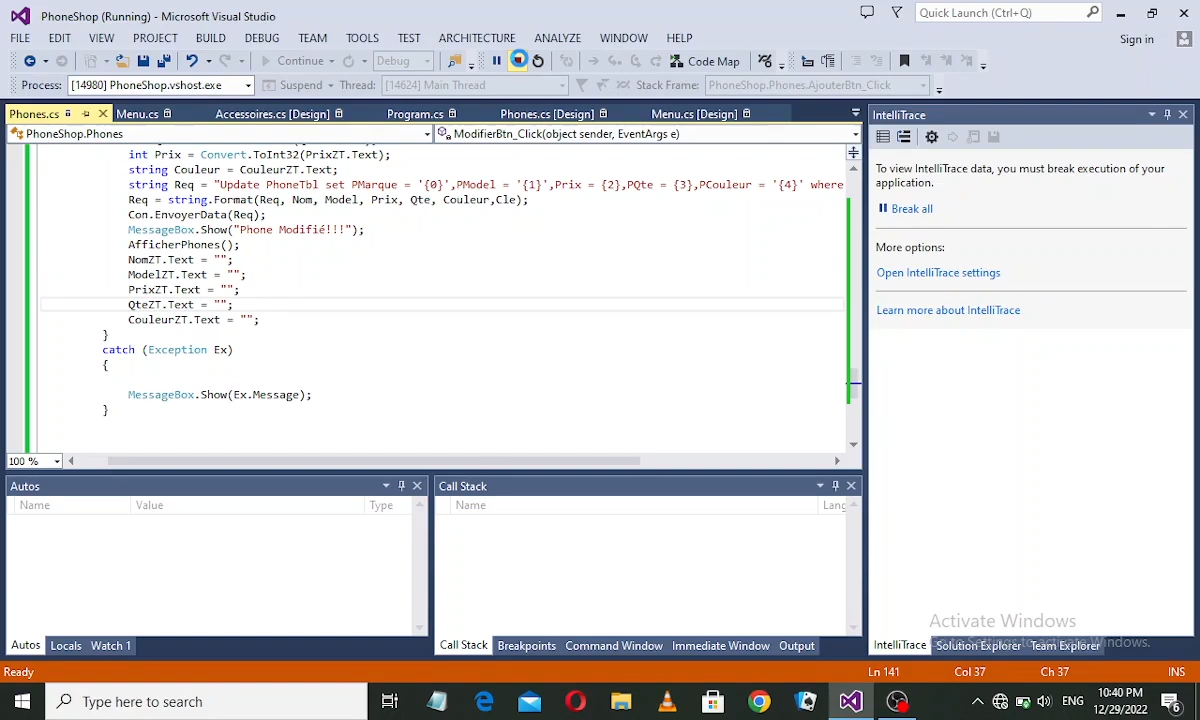 PhoneShop (Running) - Microsoft Visual Studio
Quick Launch (Ctrl+Q)
FILE EDIT VIEW PROJECT BUILD DEBUG TEAM TOOLS TEST ARCHITECTURE ANALYZE WINDOW HELP
Sign in
Continue
Debug
Code Map
Process: [14980] PhoneShop.vshost.exe
Suspend
Thread: [14624] Main Thread
Stack Frame: PhoneShop.Phones.AjouterBtn_Click
Phones.cs
Menu.cs
Accessoires.cs [Design]
Program.cs
Phones.cs [Design]
Menu.cs [Design]
PhoneShop.Phones
ModifierBtn_Click(object sender, EventArgs e)
int Prix = Convert.ToInt32(PrixZT.Text);
string Couleur = CouleurZT.Text;
string Req = "Update PhoneTbl set PMarque = '{0}',PModel = '{1}',Prix = {2},PQte = {3},PCouleur = '{4}' where
Req = string.Format(Req, Nom, Model, Prix, Qte, Couleur,Cle);
Con.EnvoyerData(Req);
MessageBox.Show("Phone Modifié!!!");
AfficherPhones();
NomZT.Text = "";
ModelZT.Text = "";
PrixZT.Text = "";
QteZT.Text = "";
CouleurZT.Text = "";
}
catch (Exception Ex)
{
MessageBox.Show(Ex.Message);
}
100 %
IntelliTrace
To view IntelliTrace data, you must break execution of your
application.
Break all
More options:
Open IntelliTrace settings
Learn more about IntelliTrace
Autos
Name Value Type
Call Stack
Name Lang
Activate Windows
Go to Settings to activate Windows.
Autos Locals Watch 1
Call Stack Breakpoints Command Window Immediate Window Output
IntelliTrace Solution Explorer Team Explorer
Ready
Ln 141 Col 37 Ch 37 INS
Type here to search
ENG
10:40 PM
12/29/2022
6